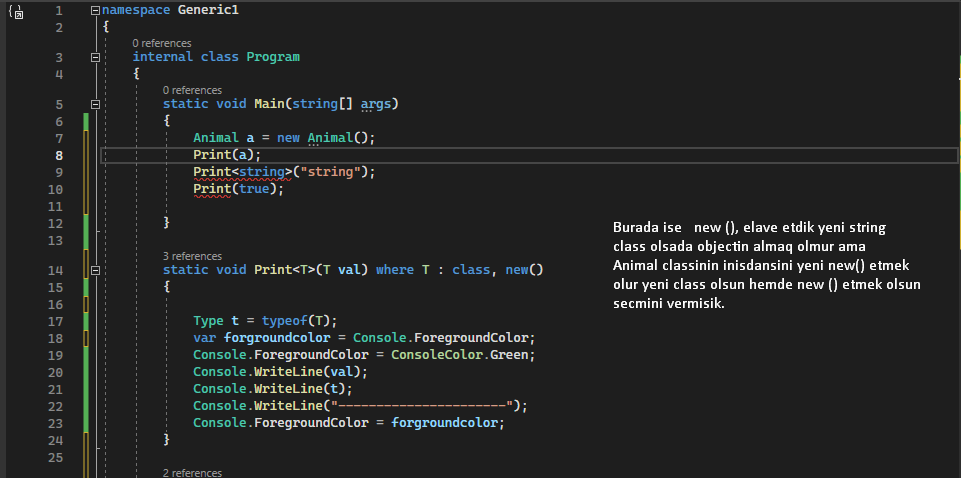 1 namespace Generic1
2 {
0 references
3 internal class Program
4 {
0 references
5 static void Main(string[] args)
6 {
7 Animal a = new Animal();
8 Print(a);
9 Print<string>("string");
10 Print(true);
11
12 }
13
3 references
14 static void Print<T>(T val) where T : class, new()
15 {
16
17 Type t = typeof(T);
18 var forgroundcolor = Console.ForegroundColor;
19 Console.ForegroundColor = ConsoleColor.Green;
20 Console.WriteLine(val);
21 Console.WriteLine(t);
22 Console.WriteLine("----------------------");
23 Console.ForegroundColor = forgroundcolor;
24 }
25
2 references
Burada ise new (), elave etdik yeni string
class olsada objectin almaq olmur ama
Animal classinin inisdansini yeni new() etmek
olur yeni class olsun hemde new () etmek olsun
secmini vermisik.